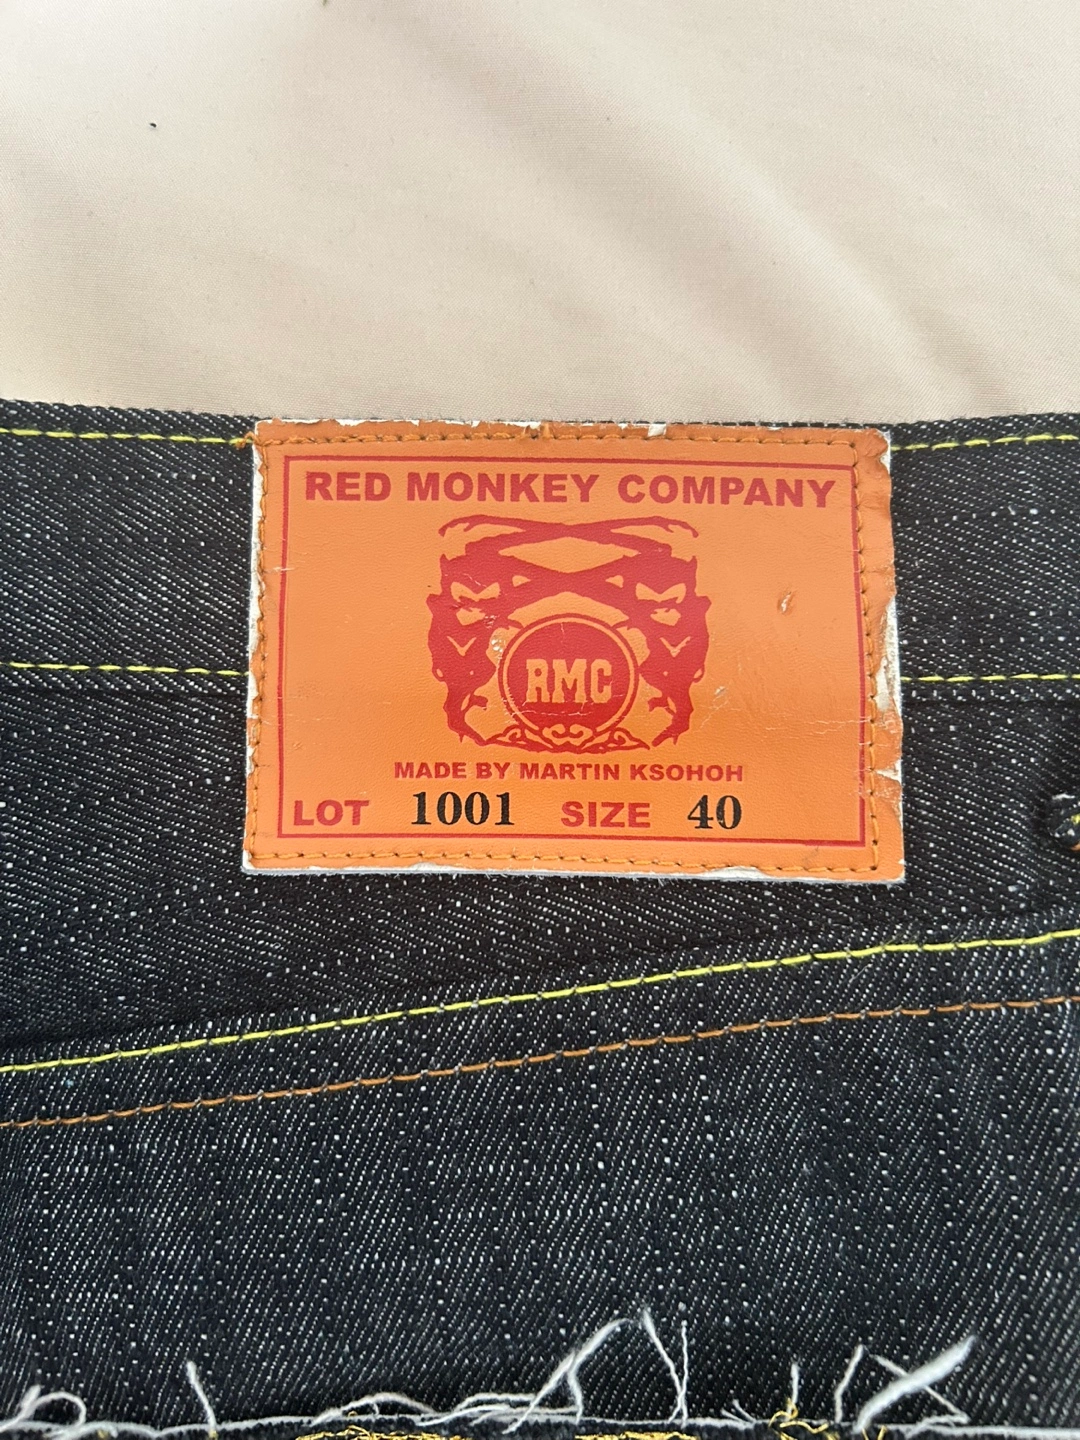 RED MONKEY COMPANY
RMC
MADE BY MARTIN KSOHOH
LOT 1001 SIZE 40